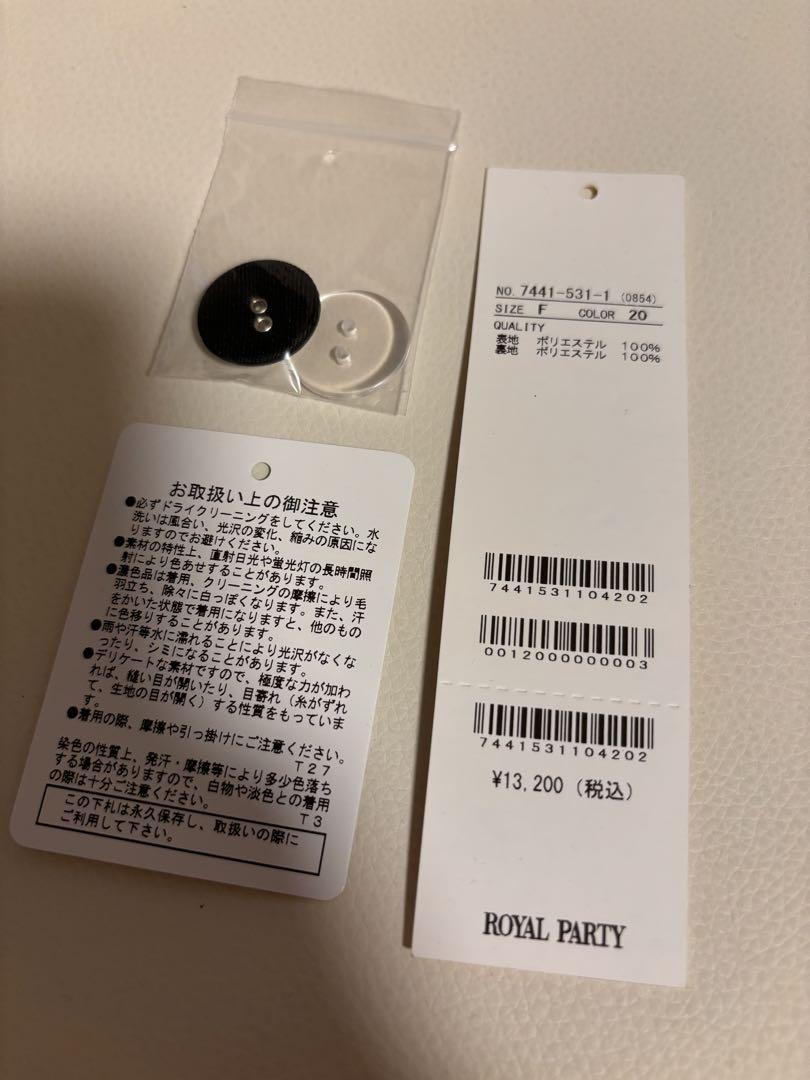 NO. 7441-531-1 (0854)
SIZE F COLOR 20
QUALITY
表地 ポリエステル 100%
裏地 ポリエステル 100%
7441531104202
0012000000003
7441531104202
¥13,200 (税込)
ROYAL PARTY
お取扱い上の御注意
●必ずドライクリーニングをしてください。水
洗いは風合い、光沢の変化、縮みの原因にな
りますのでお避けください。
●素材の特性上、直射日光や蛍光灯の長時間照
射により色あせすることがあります。
●濃色品は着用、クリーニングの摩擦により毛
羽立ち、除々に白っぽくなります。また、汗
をかいた状態で着用になりますと、他のもの
に色移りすることがあります。
●雨や汗等水に濡れることにより光沢がなくな
ったり、シミになることがあります。
●デリケートな素材ですので、極度な力が加わ
れば、縫い目が開いたり、目寄れ(糸がずれ
て、生地の目が開く)する性質をもっていま
す。
●着用の際、摩擦や引っ掛けにご注意ください。
T27
染色の性質上、発汗・摩擦等により多少色落ち
する場合がありますので、白物や淡色との着用
の際は十分ご注意ください。
T3
この下札は永久保存し、取扱いの際に
ご利用して下さい。